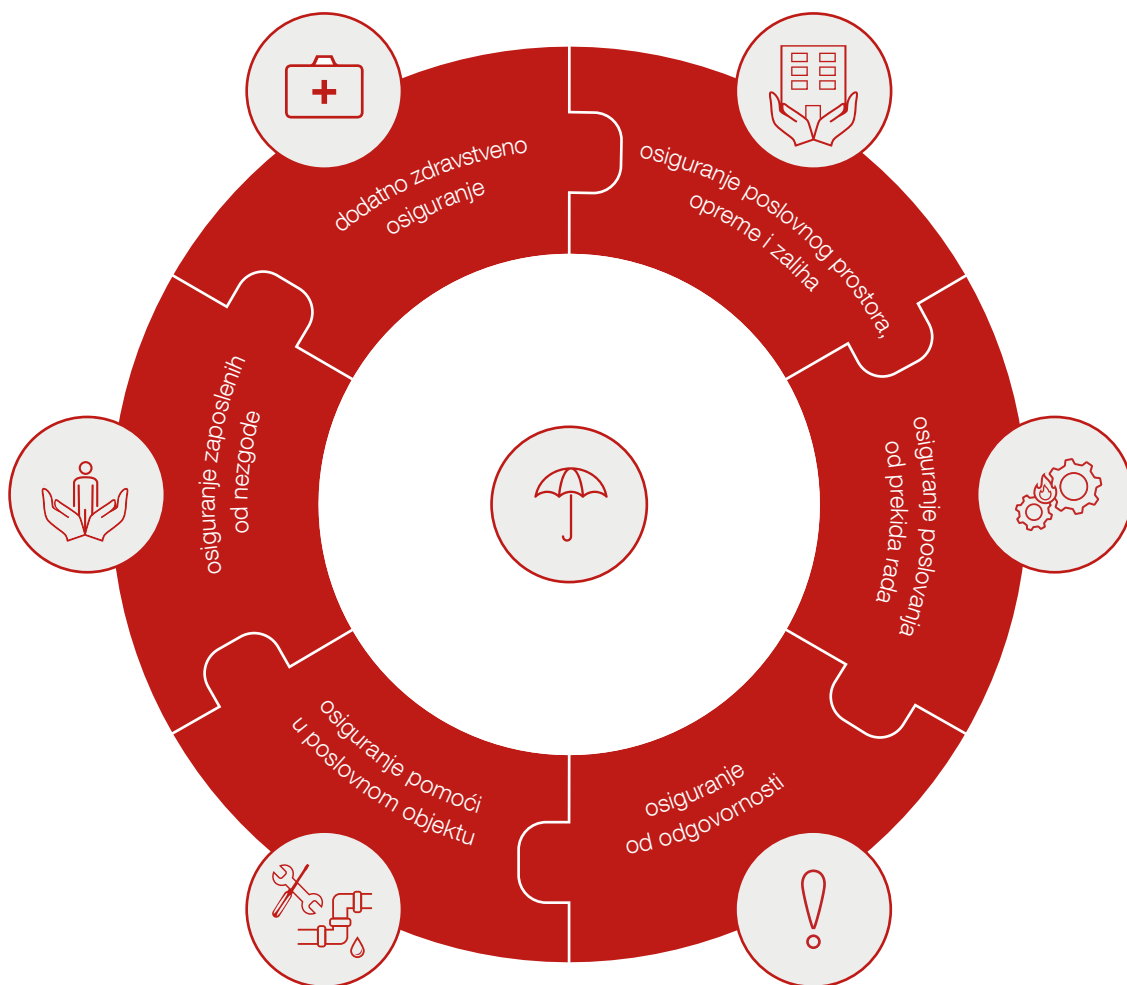 dodatno zdravstveno
osiguranje
osiguranje poslovnog prostora,
opreme i zaliha
osiguranje poslovanja
od prekida rada
osiguranje
od odgovornosti
osiguranje pomoći
u poslovnom objektu
osiguranje zaposlenih
od nezgode